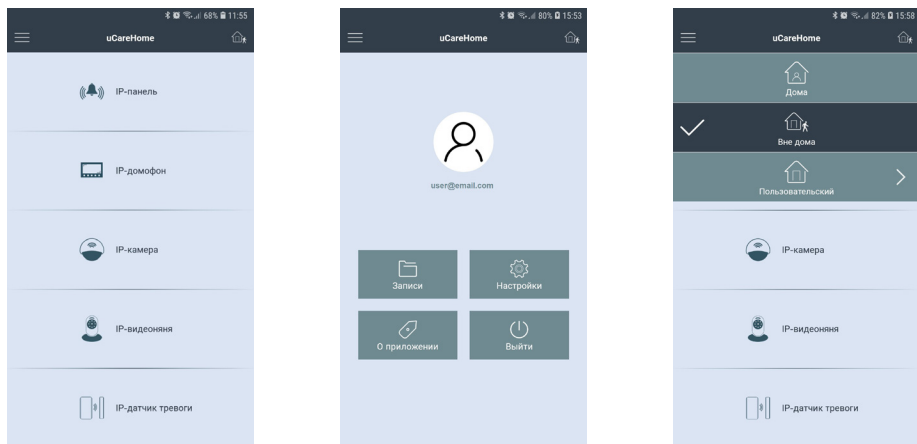 68% 11:55
uCareHome
IP-панель
IP-домофон
IP-камера
IP-видеоняня
IP-датчик тревоги
80% 15:53
uCareHome
user@email.com
Записи
Настройки
О приложении
Выйти
82% 15:58
uCareHome
Дома
Вне дома
Пользовательский
IP-камера
IP-видеоняня
IP-датчик тревоги